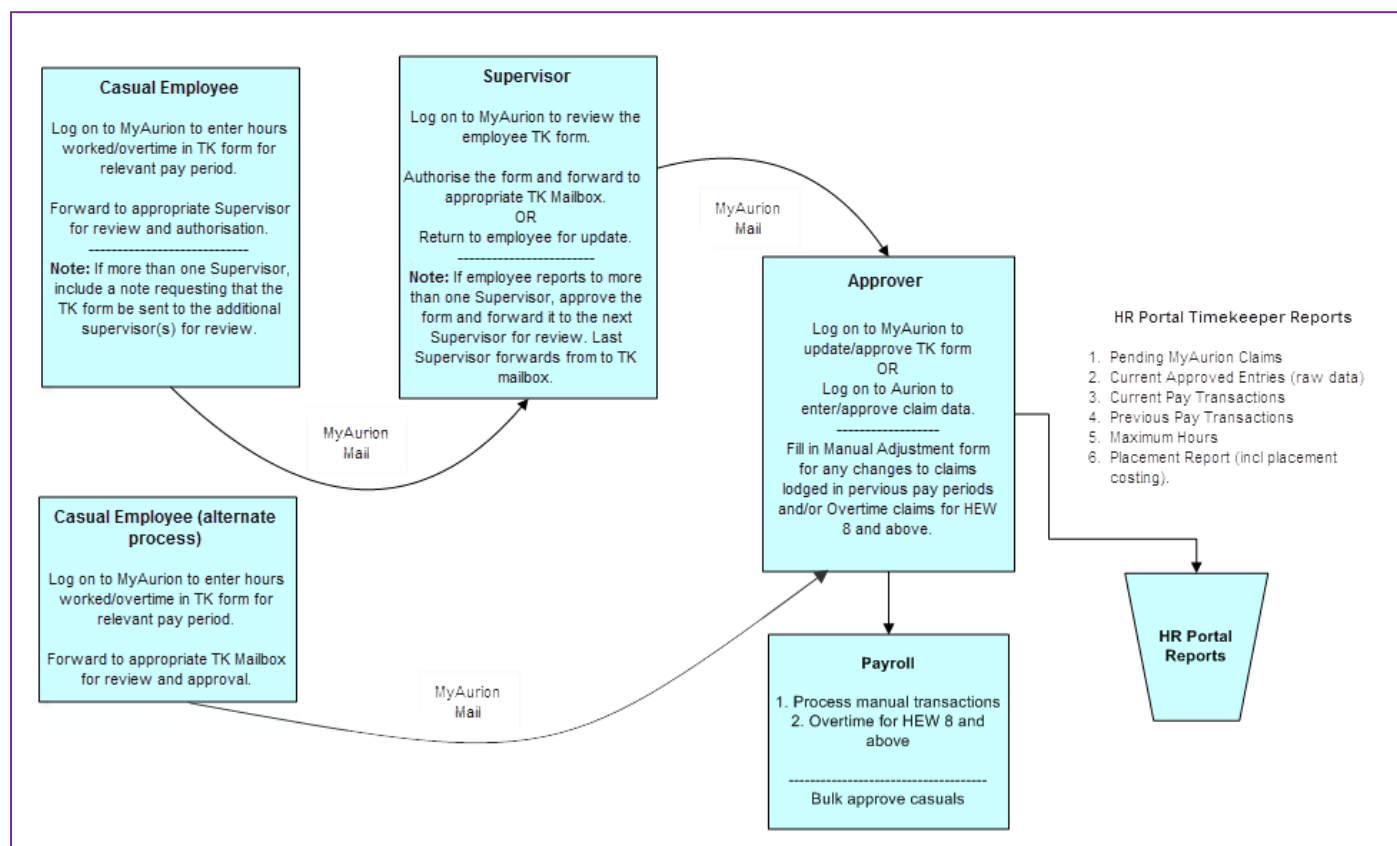 Casual Employee
Log on to MyAurion to enter hours
worked/overtime in TK form for
relevant pay period.
Forward to appropriate Supervisor
for review and authorisation.
----------------------------
Note: If more than one Supervisor,
include a note requesting that the
TK form be sent to the additional
supervisor(s) for review.
MyAurion
Mail
Supervisor
Log on to MyAurion to review the
employee TK form.
Authorise the form and forward to
appropriate TK Mailbox.
OR
Return to employee for update.
------------------------
Note: If employee reports to more
than one Supervisor, approve the
form and forward it to the next
Supervisor for review. Last
Supervisor forwards from to TK
mailbox.
MyAurion
Mail
Casual Employee (alternate
process)
Log on to MyAurion to enter hours
worked/overtime in TK form for
relevant pay period.
Forward to appropriate TK Mailbox
for review and approval.
MyAurion
Mail
Approver
Log on to MyAurion to
update/approve TK form
OR
Log on to Aurion to
enter/approve claim data.
------------------
Fill in Manual Adjustment form
for any changes to claims
lodged in pervious pay periods
and/or Overtime claims for HEW
8 and above.
Payroll
1. Process manual transactions
2. Overtime for HEW 8 and
above
-----------------------------------
Bulk approve casuals
HR Portal Timekeeper Reports
1. Pending MyAurion Claims
2. Current Approved Entries (raw data)
3. Current Pay Transactions
4. Previous Pay Transactions
5. Maximum Hours
6. Placement Report (incl placement
costing).
HR Portal
Reports